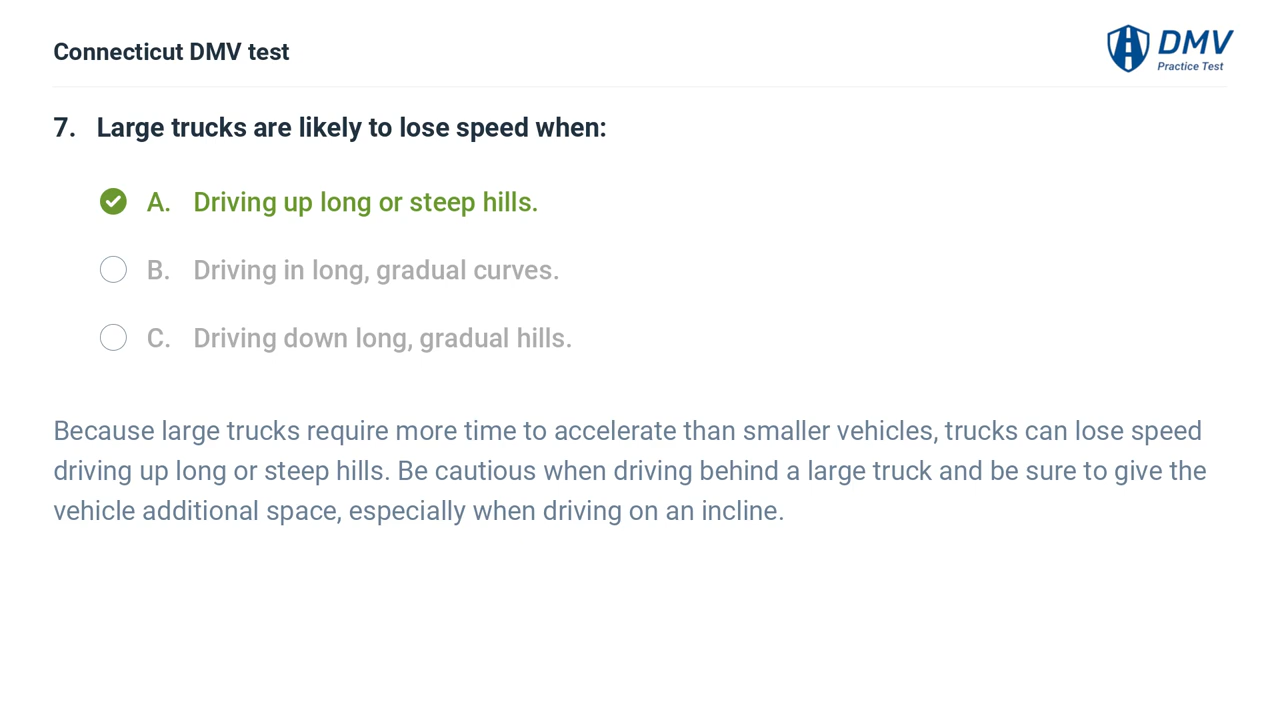 Connecticut DMV test
DMV
Practice Test
7. Large trucks are likely to lose speed when:
A. Driving up long or steep hills.
B. Driving in long, gradual curves.
C. Driving down long, gradual hills.
Because large trucks require more time to accelerate than smaller vehicles, trucks can lose speed
driving up long or steep hills. Be cautious when driving behind a large truck and be sure to give the
vehicle additional space, especially when driving on an incline.